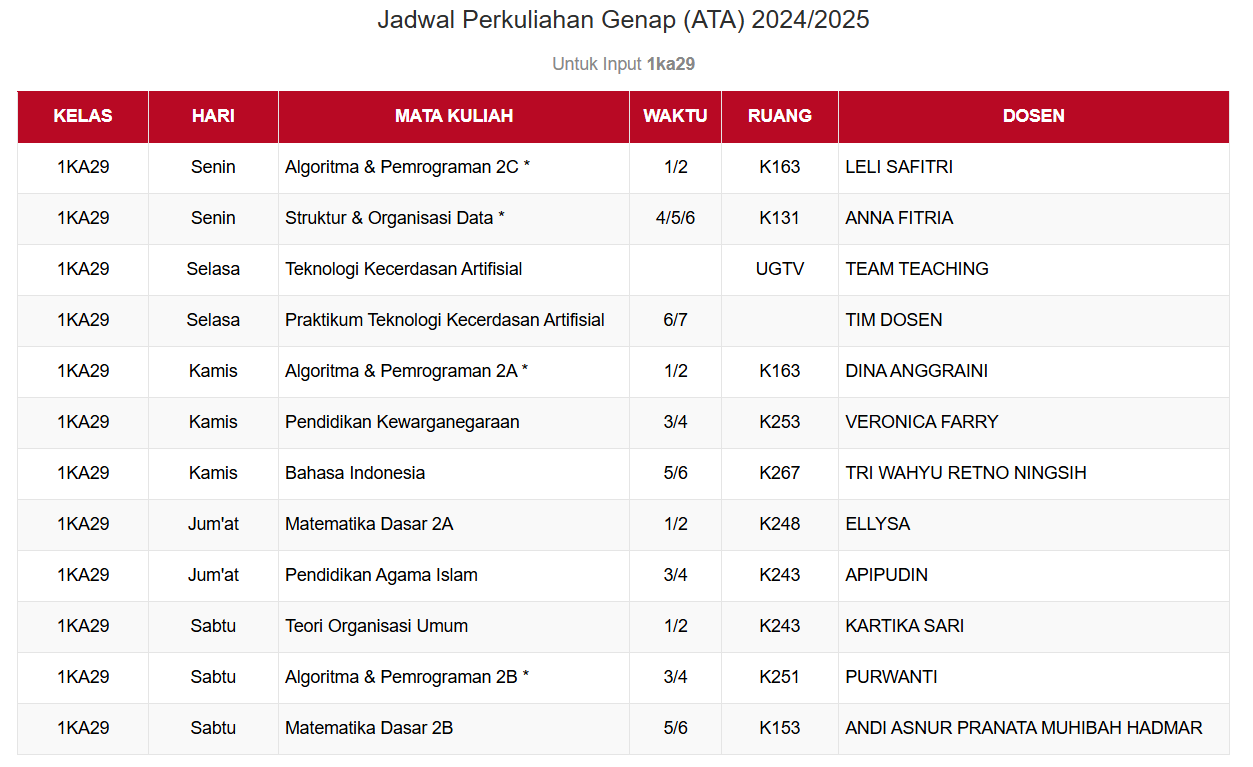 Jadwal Perkuliahan Genap (ATA) 2024/2025
Untuk Input 1ka29
KELAS HARI MATA KULIAH WAKTU RUANG DOSEN
1KA29 Senin Algoritma & Pemrograman 2C * 1/2 K163 LELI SAFITRI
1KA29 Senin Struktur & Organisasi Data * 4/5/6 K131 ANNA FITRIA
1KA29 Selasa Teknologi Kecerdasan Artifisial UGTV TEAM TEACHING
1KA29 Selasa Praktikum Teknologi Kecerdasan Artifisial 6/7 TIM DOSEN
1KA29 Kamis Algoritma & Pemrograman 2A * 1/2 K163 DINA ANGGRAINI
1KA29 Kamis Pendidikan Kewarganegaraan 3/4 K253 VERONICA FARRY
1KA29 Kamis Bahasa Indonesia 5/6 K267 TRI WAHYU RETNO NINGSIH
1KA29 Jum'at Matematika Dasar 2A 1/2 K248 ELLYSA
1KA29 Jum'at Pendidikan Agama Islam 3/4 K243 APIPUDIN
1KA29 Sabtu Teori Organisasi Umum 1/2 K243 KARTIKA SARI
1KA29 Sabtu Algoritma & Pemrograman 2B * 3/4 K251 PURWANTI
1KA29 Sabtu Matematika Dasar 2B 5/6 K153 ANDI ASNUR PRANATA MUHIBAH HADMAR